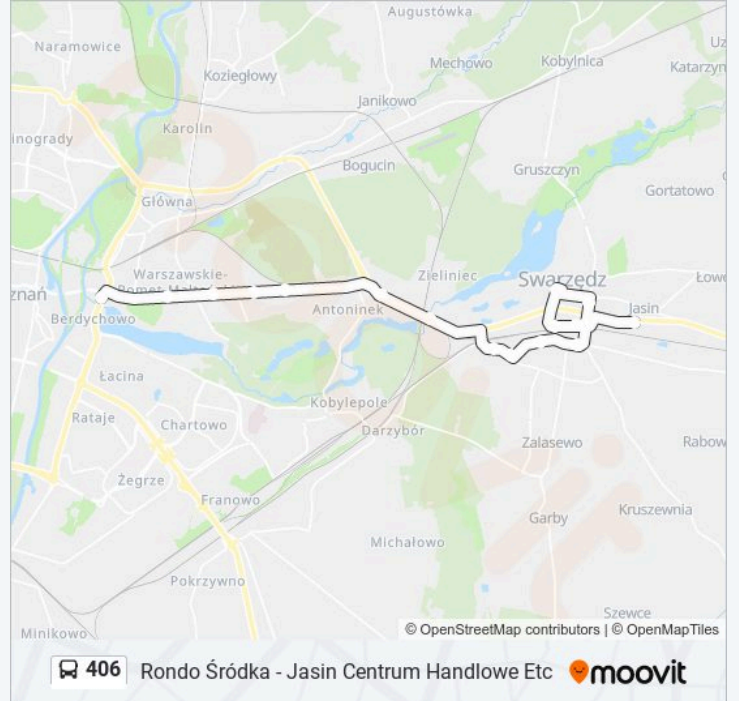 Augustówka
Naramowice
Mechowo
Kobylnica
Uz
Koziegłowy
Katarzyn
Janikowo
Karolin
inogrady
Bogucin
Gruszczyn
Gortatowo
Główna
Warszawskie-
Zieliniec
Swarzędz
Łowę
znań
Antoninek
Jasin
Berdychowo
Łacina
Kobylepole
Rataje
Chartowo
Darzybór
Zalasewo
Rabow
Żegrze
Franowo
Garby
Kruszewnia
Michałowo
Pokrzywno
Szewce
Minikowo
© OpenStreetMap contributors | © OpenMapTiles
406 Rondo Śródka - Jasin Centrum Handlowe Etc moovit